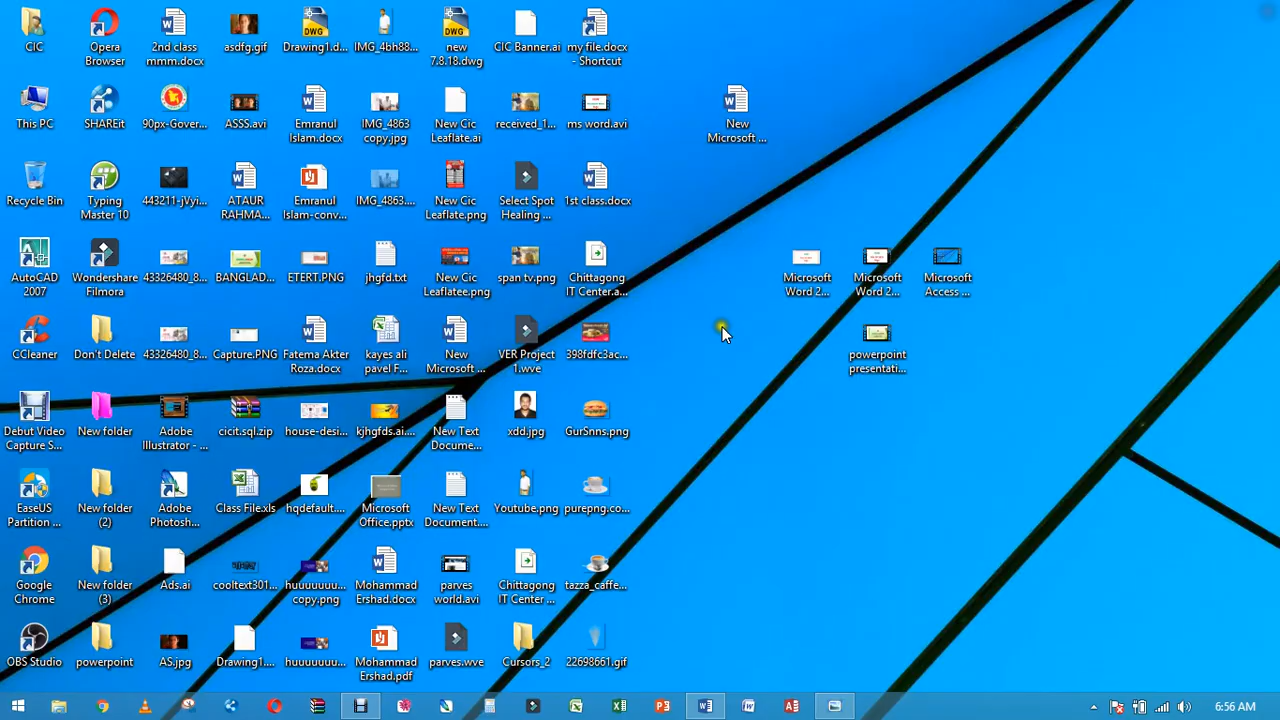 CIC
Opera
Browser
2nd class
mmm.docx
asdfg.gif
Drawing1.d...
IMG_4bh88...
new
7.8.18.dwg
CIC Banner.ai
my file.docx
- Shortcut
DWG
DWG
This PC
SHAREit
90px-Gover...
ASSS.avi
Emranul
Islam.docx
IMG_4863
copy.jpg
New Cic
Leaflate.ai
received_1...
ms word.avi
New
Microsoft ...
Recycle Bin
Typing
Master 10
443211-jVyi...
ATAUR
RAHMA...
Emranul
Islam-conv...
IMG_4863....
New Cic
Leaflate.png
Select Spot
Healing ...
1st class.docx
AutoCAD
2007
Wondershare
Filmora
43326480_8...
BANGLAD...
ETERT.PNG
jhgfd.txt
New Cic
Leaflatee.png
span tv.png
Chittagong
IT Center.a...
Microsoft
Word 2...
Microsoft
Word 2...
Microsoft
Access ...
CCleaner
Don't Delete
43326480_8...
Capture.PNG
Fatema Akter
Roza.docx
kayes ali
pavel F...
New
Microsoft ...
VER Project
1.wve
398fdfc3ac...
powerpoint
presentati...
Debut Video
Capture S...
New folder
Adobe
Illustrator - ...
cicit.sql.zip
house-desi...
kjhgfds.ai....
New Text
Docume...
xdd.jpg
GurSnns.png
EaseUS
Partition ...
New folder
(2)
Adobe
Photosh...
Class File.xls
hqdefault....
Microsoft
Office.pptx
New Text
Document....
Youtube.png
purepng.co...
Google
Chrome
New folder
(3)
Ads.ai
cooltext301...
huuuuuuu...
copy.png
Mohammad
Ershad.docx
parves
world.avi
Chittagong
IT Center ...
tazza_caffe...
OBS Studio
powerpoint
AS.jpg
Drawing1....
huuuuuuu...
Mohammad
Ershad.pdf
parves.wve
Cursors_2
22698661.gif
6:56 AM